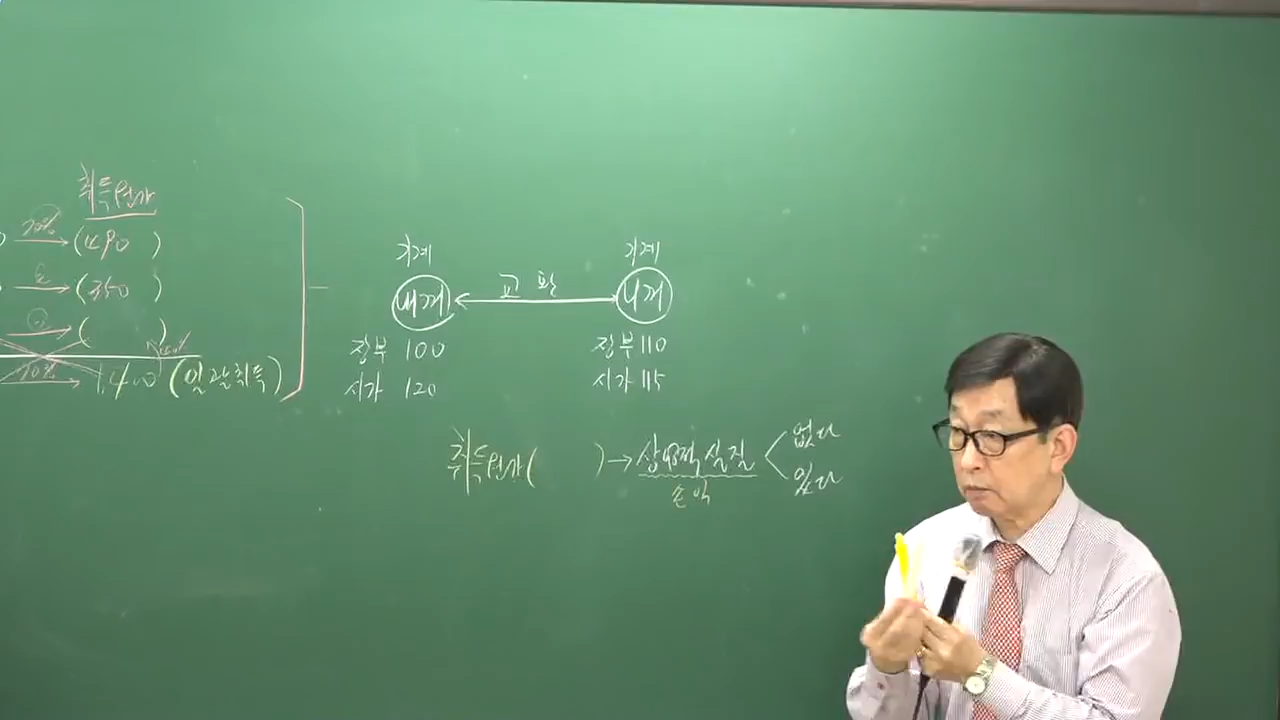 취득원가
70% (490 )
(350 )
( )
70% 1,400 (일괄취득)
기계 기계
내꺼 교환 니꺼
장부 100 장부 110
시가 120 시가 115
취득원가( ) → 상업적 실질 없다
있다
손익